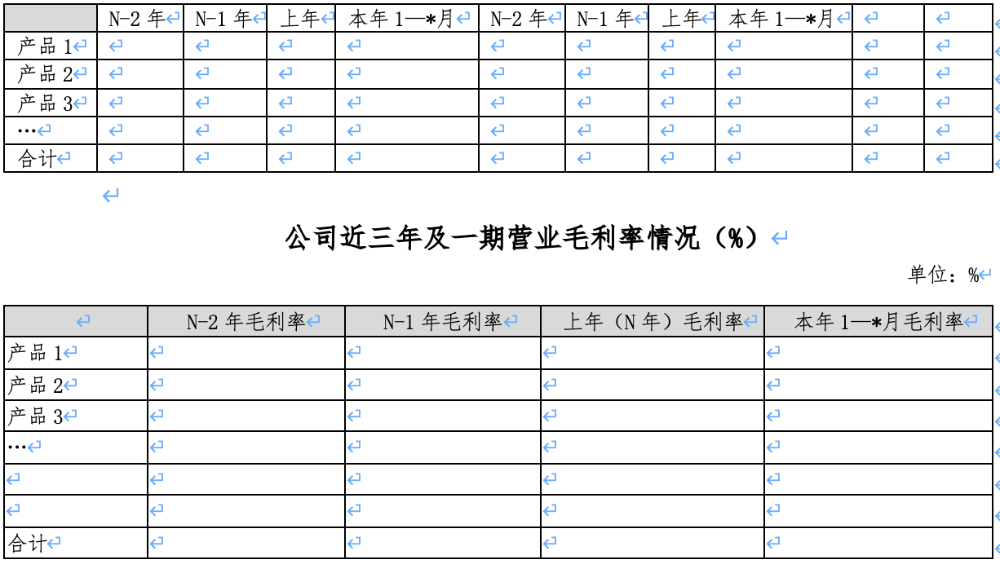 N-2 年 N-1 年 上年 本年 1—*月 N-2 年 N-1 年 上年 本年 1—*月
产品 1
产品 2
产品 3
…
合计
公司近三年及一期营业毛利率情况（%）
单位：%
N-2 年毛利率 N-1 年毛利率 上年（N 年）毛利率 本年 1—*月毛利率
产品 1
产品 2
产品 3
…
合计